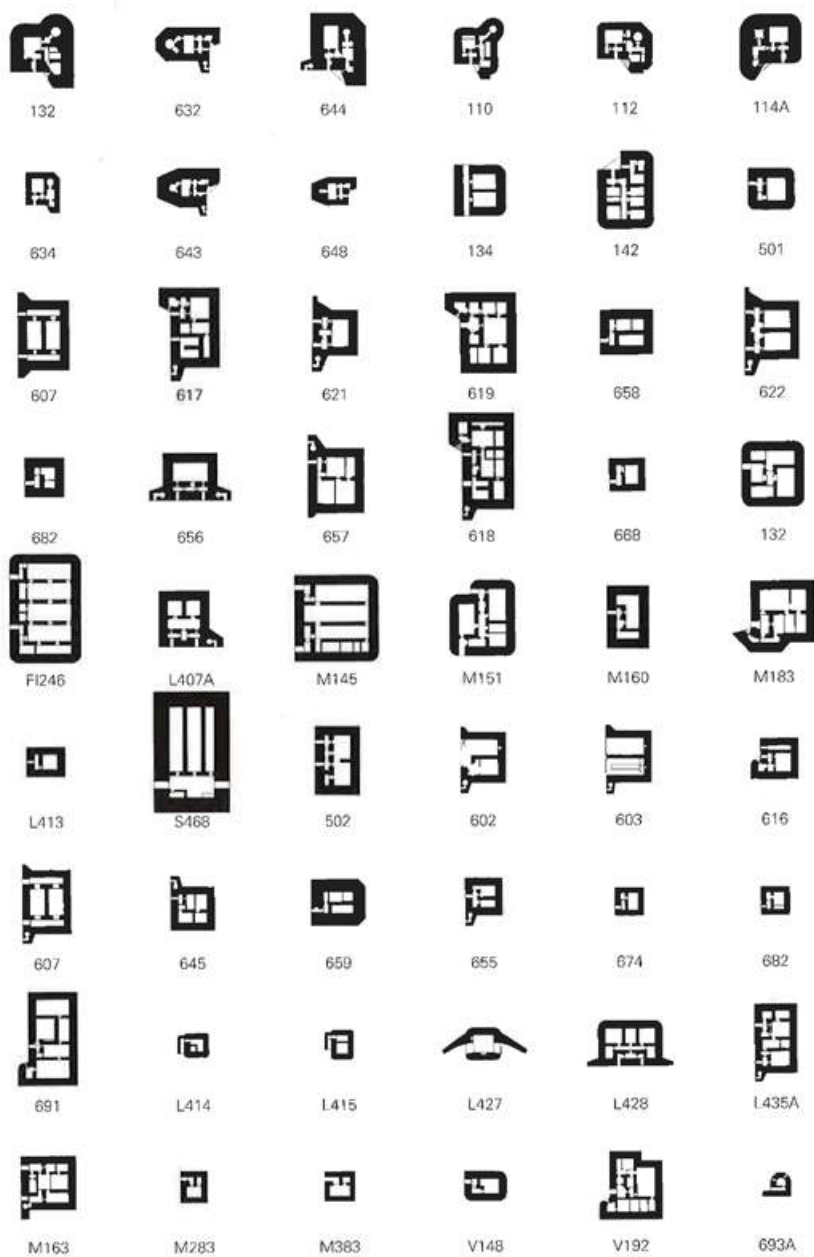 132 632 644 110 112 114A
634 643 648 134 142 501
607 617 621 619 658 622
682 656 657 618 668 132
FI246 L407A M145 M151 M160 M183
L413 S468 502 602 603 616
607 645 659 655 674 682
691 L414 L415 L427 L428 L435A
M163 M283 M383 V148 V192 693A